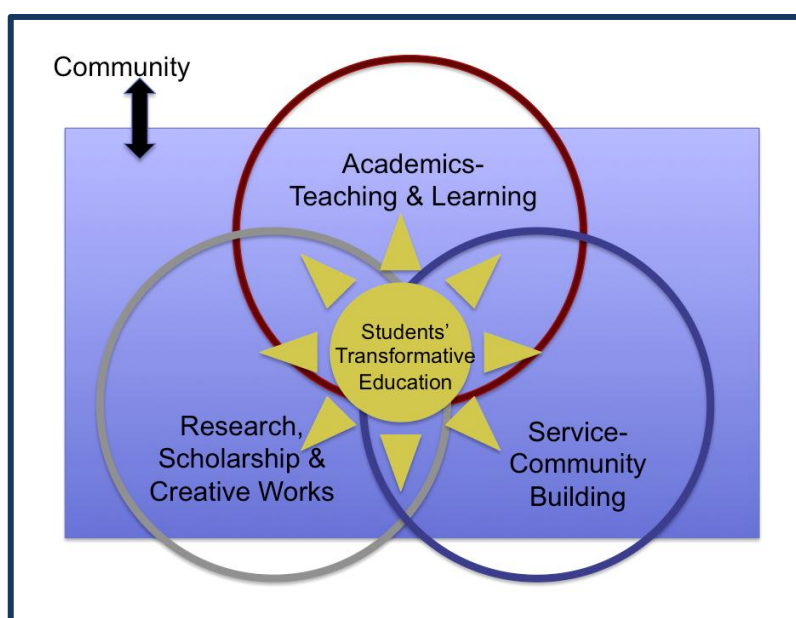 Community
Academics-
Teaching & Learning
Students’
Transformative
Education
Research,
Scholarship &
Creative Works
Service-
Community
Building